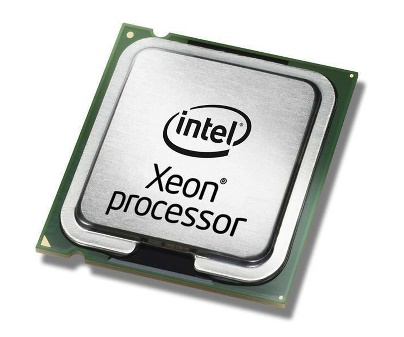 intel
Xeon®
processor